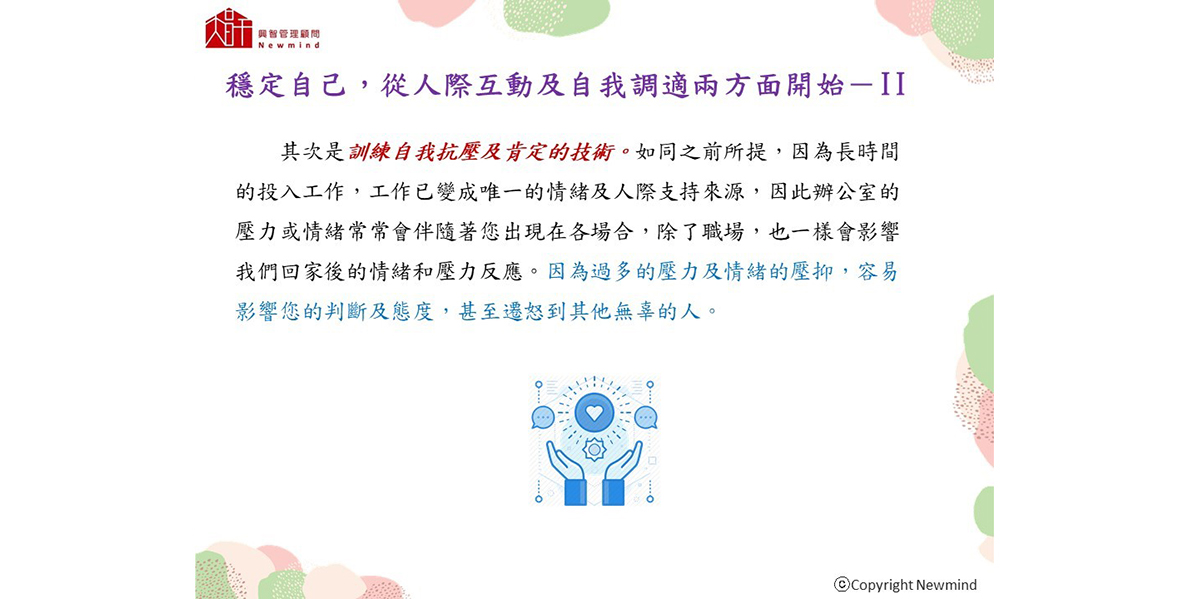 興智管理顧問
Newmind
穩定自己，從人際互動及自我調適兩方面開始－II
其次是訓練自我抗壓及肯定的技術。如同之前所提，因為長時間
的投入工作，工作已變成唯一的情緒及人際支持來源，因此辦公室的
壓力或情緒常常會伴隨著您出現在各場合，除了職場，也一樣會影響
我們回家後的情緒和壓力反應。因為過多的壓力及情緒的壓抑，容易
影響您的判斷及態度，甚至遷怒到其他無辜的人。
ⓒCopyright Newmind